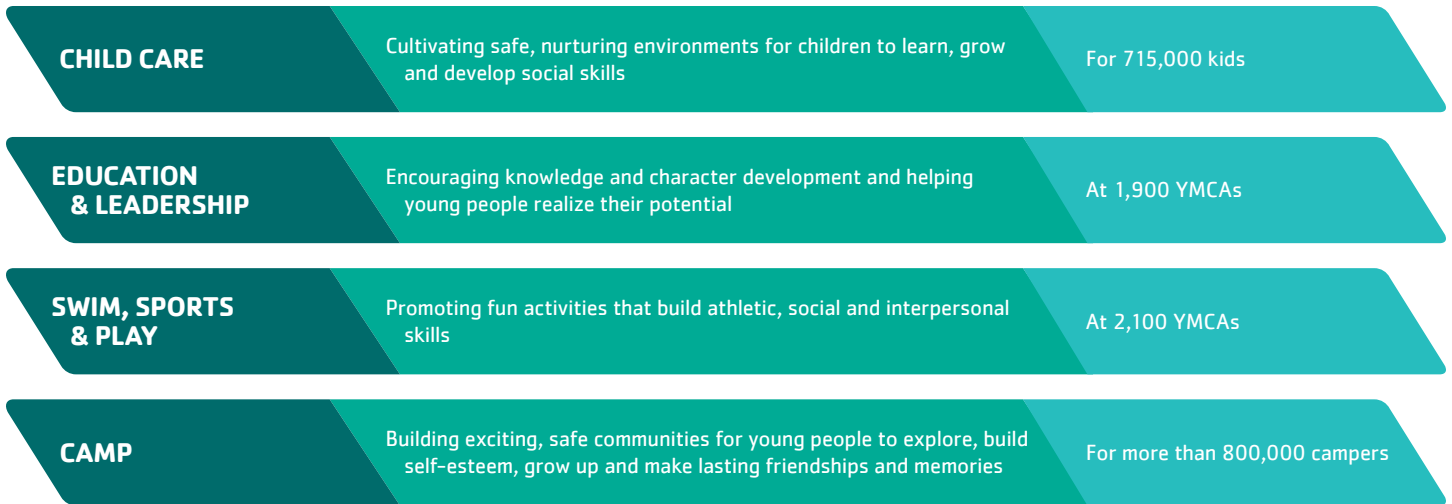 CHILD CARE
Cultivating safe, nurturing environments for children to learn, grow
and develop social skills
For 715,000 kids
EDUCATION
& LEADERSHIP
Encouraging knowledge and character development and helping
young people realize their potential
At 1,900 YMCAs
SWIM, SPORTS
& PLAY
Promoting fun activities that build athletic, social and interpersonal
skills
At 2,100 YMCAs
CAMP
Building exciting, safe communities for young people to explore, build
self-esteem, grow up and make lasting friendships and memories
For more than 800,000 campers